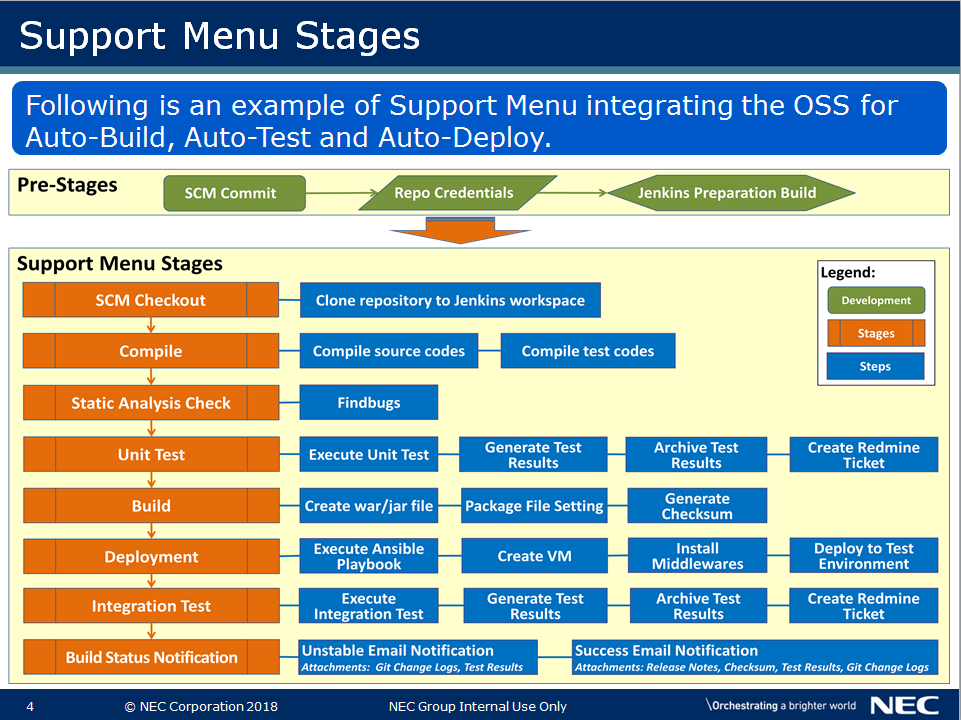 Support Menu Stages
Following is an example of Support Menu integrating the OSS for
Auto-Build, Auto-Test and Auto-Deploy.
Pre-Stages
SCM Commit
Repo Credentials
Jenkins Preparation Build
Support Menu Stages
Legend:
Development
Stages
Steps
SCM Checkout
Clone repository to Jenkins workspace
Compile
Compile source codes
Compile test codes
Static Analysis Check
Findbugs
Unit Test
Execute Unit Test
Generate Test
Results
Archive Test
Results
Create Redmine
Ticket
Build
Create war/jar file
Package File Setting
Generate
Checksum
Deployment
Execute Ansible
Playbook
Create VM
Install
Middlewares
Deploy to Test
Environment
Integration Test
Execute
Integration Test
Generate Test
Results
Archive Test
Results
Create Redmine
Ticket
Build Status Notification
Unstable Email Notification
Attachments: Git Change Logs, Test Results
Success Email Notification
Attachments: Release Notes, Checksum, Test Results, Git Change Logs
4
© NEC Corporation 2018
NEC Group Internal Use Only
\Orchestrating a brighter world
NEC